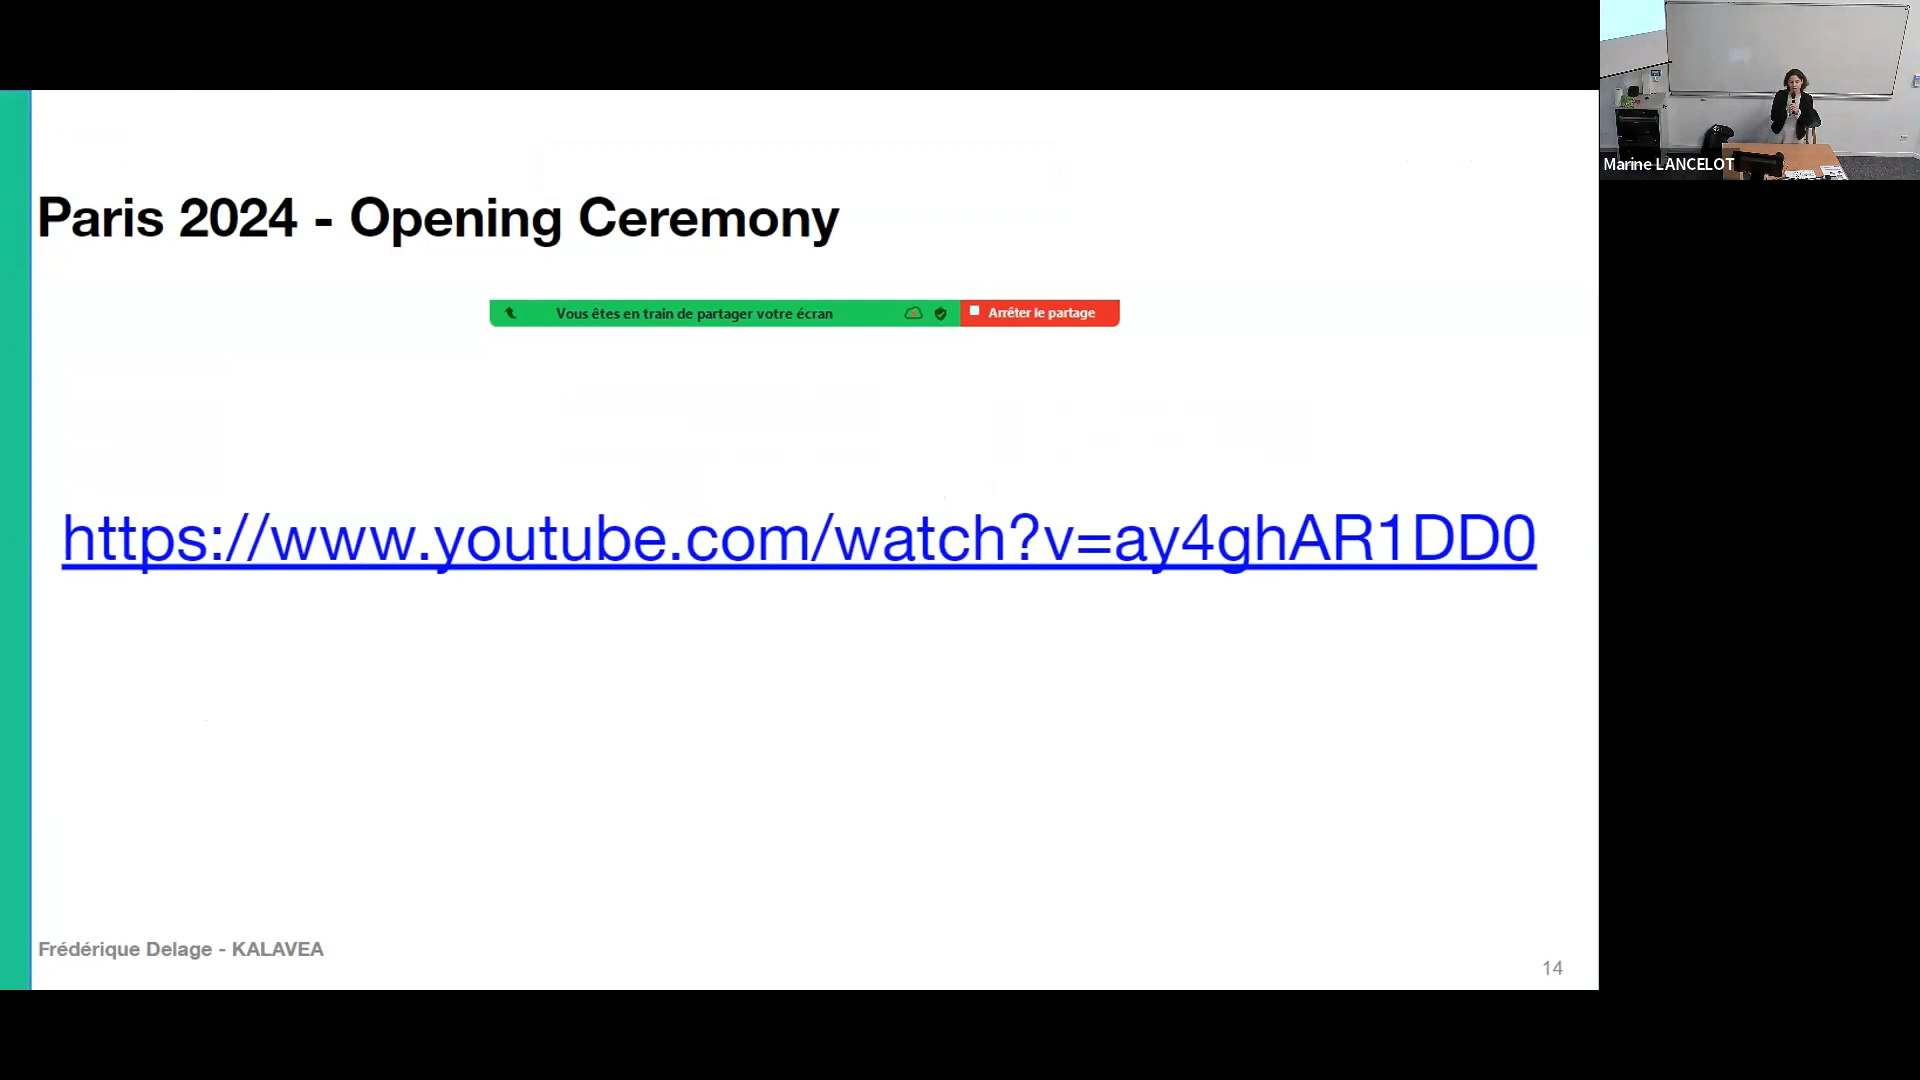 Paris 2024 - Opening Ceremony
Vous êtes en train de partager votre écran
Arrêter le partage
https://www.youtube.com/watch?v=ay4ghAR1DD0
Frédérique Delage - KALAVEA
14
Marine LANCELOT